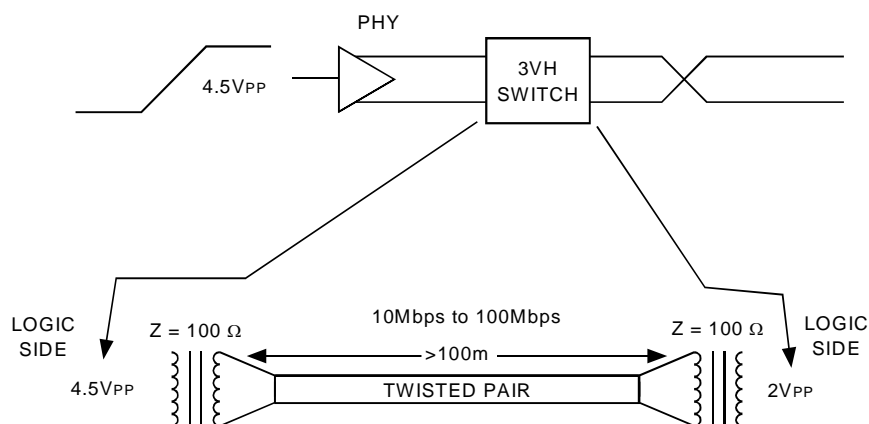 PHY
4.5VPP
3VH
SWITCH
10Mbps to 100Mbps
LOGIC
SIDE
Z = 100 Ω
Z = 100 Ω
LOGIC
SIDE
>100m
4.5VPP
TWISTED PAIR
2VPP